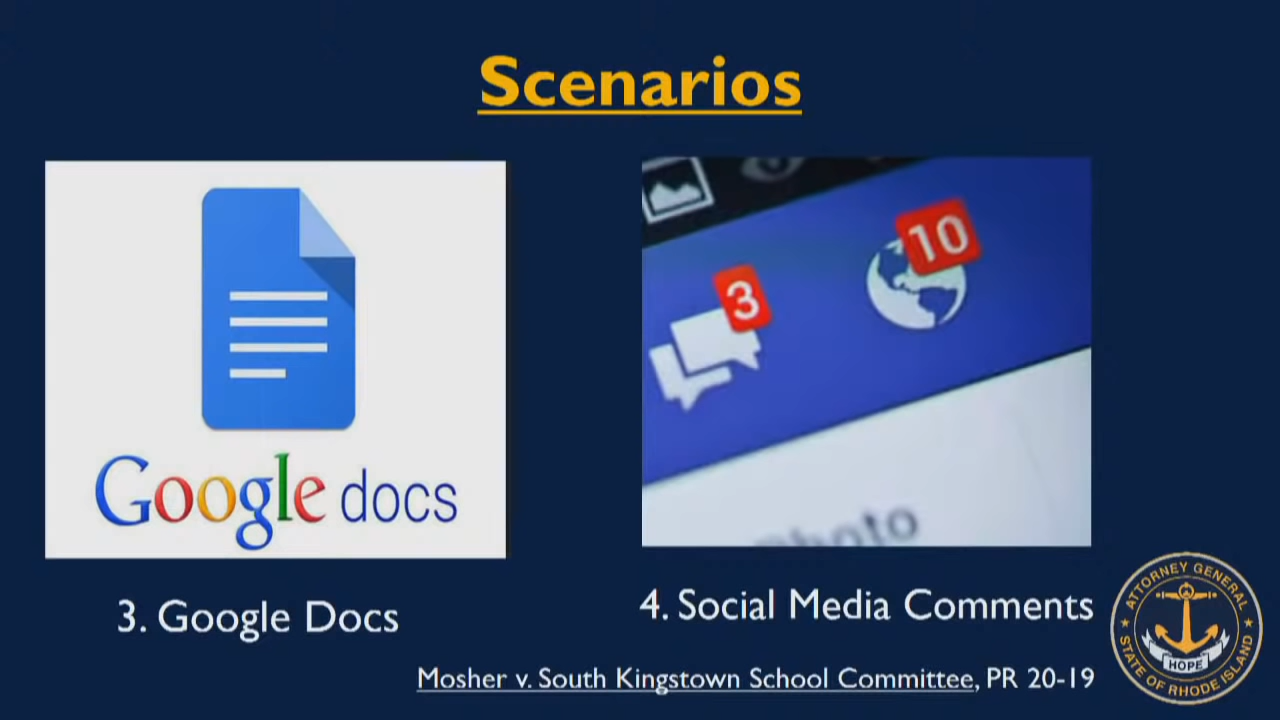 Scenarios
Google docs
3
10
Photo
3. Google Docs
4. Social Media Comments
Mosher v. South Kingstown School Committee, PR 20-19
ATTORNEY GENERAL
HOPE
STATE OF RHODE ISLAND